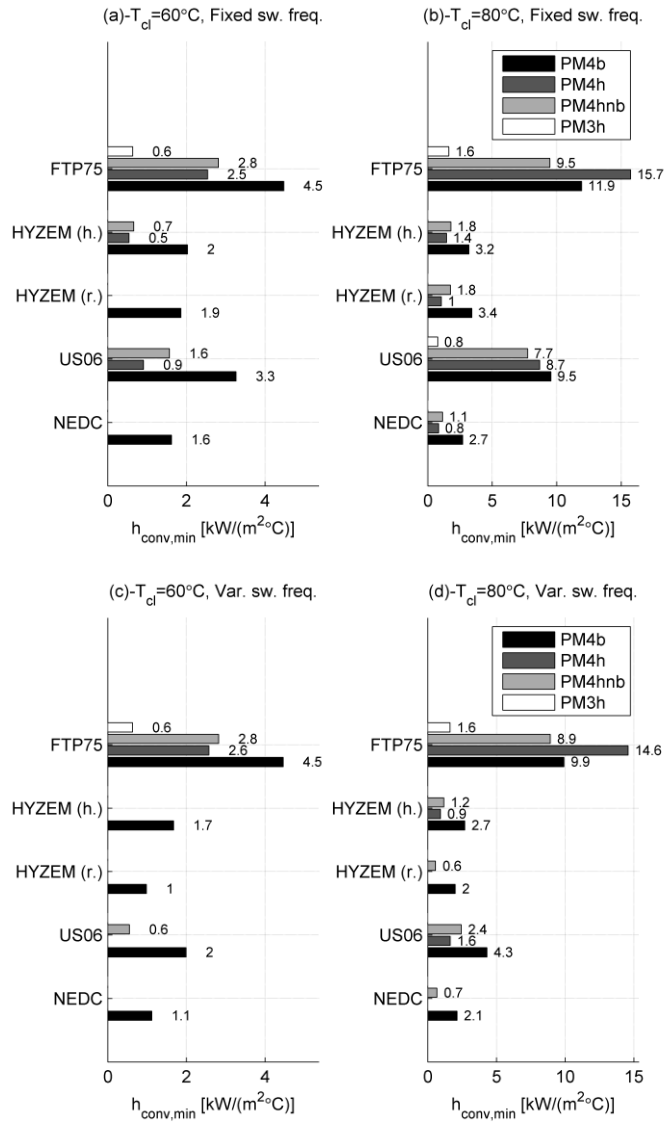 (a)-T_cl=60°C, Fixed sw. freq.
FTP75
0.6
2.8
2.5
4.5
HYZEM (h.)
0.7
0.5
2
HYZEM (r.)
1.9
US06
1.6
0.9
3.3
NEDC
1.6
0 2 4
h_conv,min [kW/(m²°C)]
(b)-T_cl=80°C, Fixed sw. freq.
PM4b
PM4h
PM4hnb
PM3h
FTP75
1.6
9.5
15.7
11.9
HYZEM (h.)
1.8
1.4
3.2
HYZEM (r.)
1.8
1
3.4
US06
0.8
7.7
8.7
9.5
NEDC
1.1
0.8
2.7
0 5 10 15
h_conv,min [kW/(m²°C)]
(c)-T_cl=60°C, Var. sw. freq.
FTP75
0.6
2.8
2.6
4.5
HYZEM (h.)
1.7
HYZEM (r.)
1
US06
0.6
2
NEDC
1.1
0 2 4
h_conv,min [kW/(m²°C)]
(d)-T_cl=80°C, Var. sw. freq.
PM4b
PM4h
PM4hnb
PM3h
FTP75
1.6
8.9
14.6
9.9
HYZEM (h.)
1.2
0.9
2.7
HYZEM (r.)
0.6
2
US06
2.4
1.6
4.3
NEDC
0.7
2.1
0 5 10 15
h_conv,min [kW/(m²°C)]